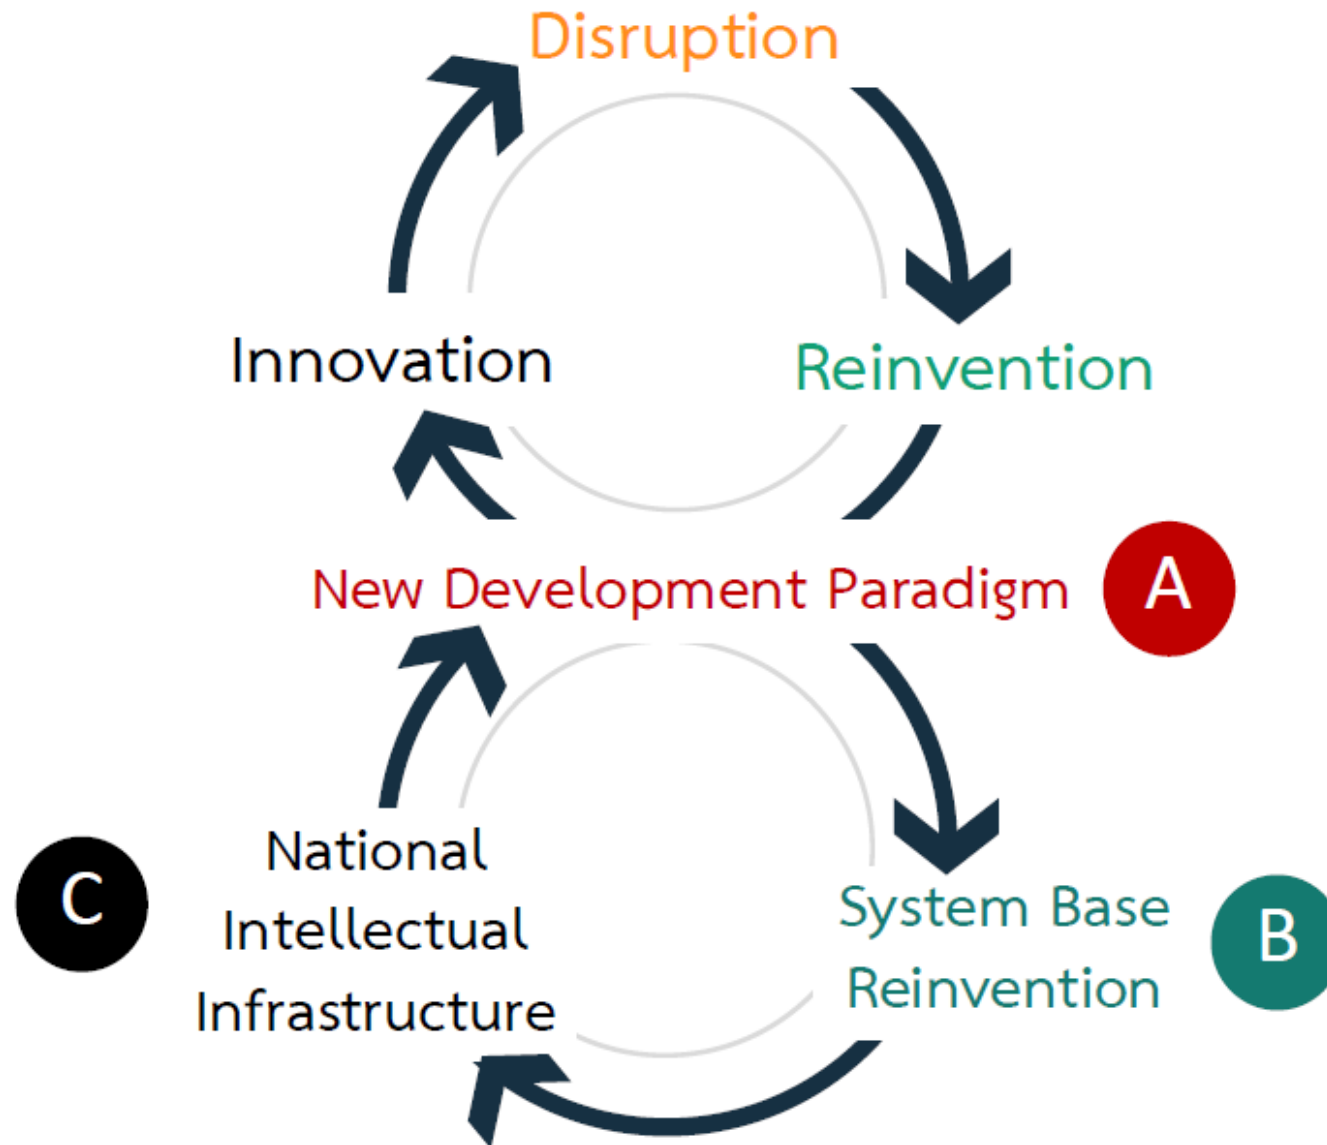 Disruption
Innovation
Reinvention
New Development Paradigm
A
National
Intellectual
Infrastructure
C
System Base
Reinvention
B